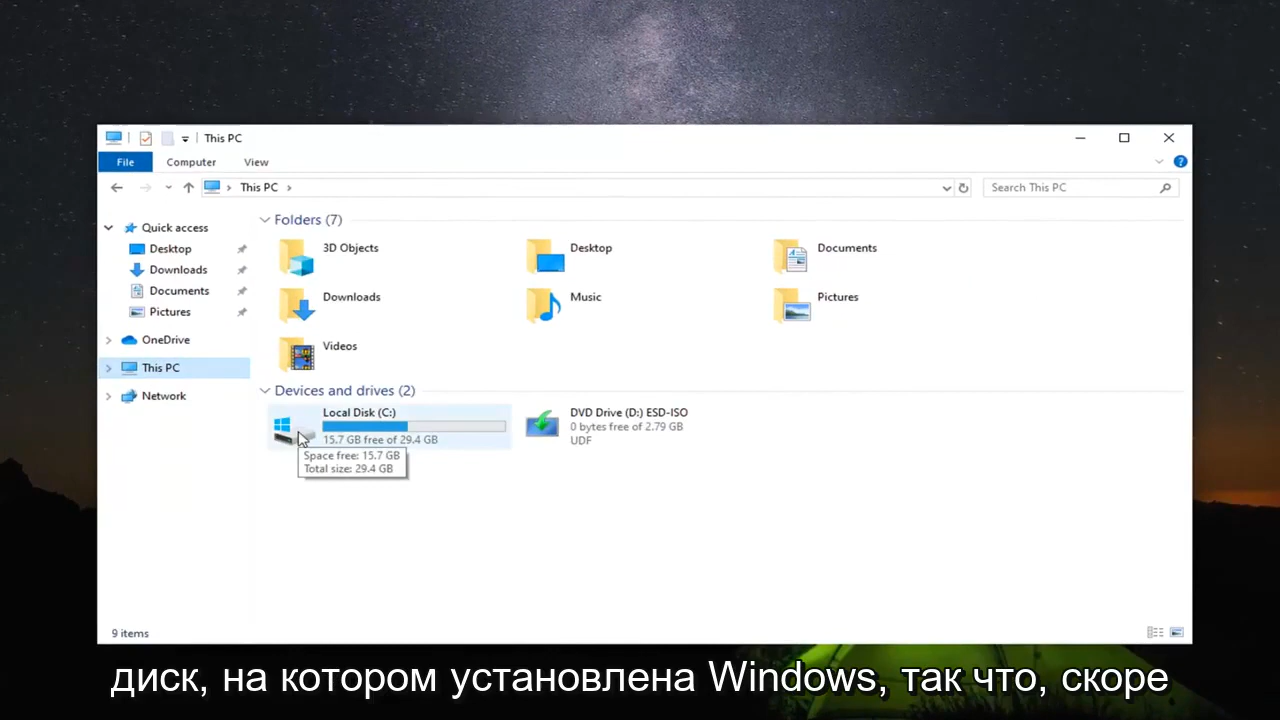 This PC
File
Computer
View
This PC
Search This PC
Quick access
Desktop
Downloads
Documents
Pictures
OneDrive
This PC
Network
Folders (7)
3D Objects
Desktop
Documents
Downloads
Music
Pictures
Videos
Devices and drives (2)
Local Disk (C:)
15.7 GB free of 29.4 GB
DVD Drive (D:) ESD-ISO
0 bytes free of 2.79 GB
UDF
Space free: 15.7 GB
Total size: 29.4 GB
9 items
диск, на котором установлена Windows, так что, скоре